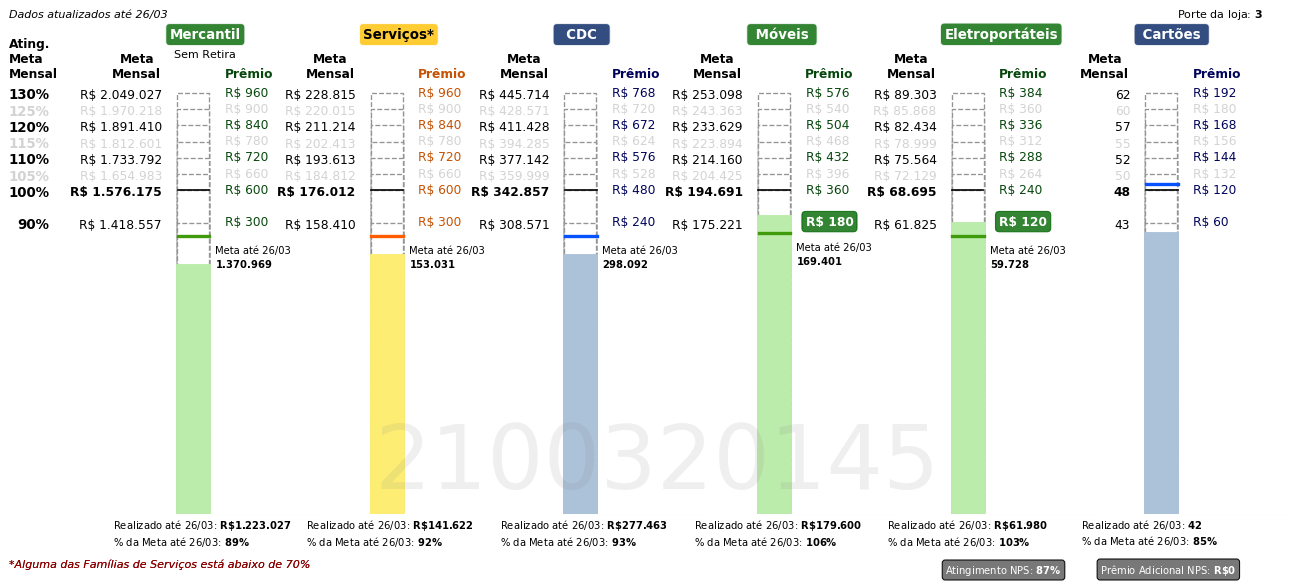 Dados atualizados até 26/03 Porte da loja: 3
Mercantil Serviços* CDC Móveis Eletroportáteis Cartões
Sem Retira
Ating. Meta Mensal
Meta Mensal Prêmio Meta Mensal Prêmio Meta Mensal Prêmio Meta Mensal Prêmio Meta Mensal Prêmio Meta Mensal Prêmio
130% R$ 2.049.027 R$ 960 R$ 228.815 R$ 960 R$ 445.714 R$ 768 R$ 253.098 R$ 576 R$ 89.303 R$ 384 62 R$ 192
125% R$ 1.970.218 R$ 900 R$ 220.015 R$ 900 R$ 428.571 R$ 720 R$ 243.363 R$ 540 R$ 85.868 R$ 360 60 R$ 180
120% R$ 1.891.410 R$ 840 R$ 211.214 R$ 840 R$ 411.428 R$ 672 R$ 233.629 R$ 504 R$ 82.434 R$ 336 57 R$ 168
115% R$ 1.812.601 R$ 780 R$ 202.413 R$ 780 R$ 394.285 R$ 624 R$ 223.894 R$ 468 R$ 78.999 R$ 312 55 R$ 156
110% R$ 1.733.792 R$ 720 R$ 193.613 R$ 720 R$ 377.142 R$ 576 R$ 214.160 R$ 432 R$ 75.564 R$ 288 52 R$ 144
105% R$ 1.654.983 R$ 660 R$ 184.812 R$ 660 R$ 359.999 R$ 528 R$ 204.425 R$ 396 R$ 72.129 R$ 264 50 R$ 132
100% R$ 1.576.175 R$ 600 R$ 176.012 R$ 600 R$ 342.857 R$ 480 R$ 194.691 R$ 360 R$ 68.695 R$ 240 48 R$ 120
90% R$ 1.418.557 R$ 300 R$ 158.410 R$ 300 R$ 308.571 R$ 240 R$ 175.221 R$ 180 R$ 61.825 R$ 120 43 R$ 60
Meta até 26/03 Meta até 26/03 Meta até 26/03 Meta até 26/03 Meta até 26/03
1.370.969 153.031 298.092 169.401 59.728
2100320145
Realizado até 26/03: R$1.223.027 Realizado até 26/03: R$141.622 Realizado até 26/03: R$277.463 Realizado até 26/03: R$179.600 Realizado até 26/03: R$61.980 Realizado até 26/03: 42
% da Meta até 26/03: 89% % da Meta até 26/03: 92% % da Meta até 26/03: 93% % da Meta até 26/03: 106% % da Meta até 26/03: 103% % da Meta até 26/03: 85%
*Alguma das Famílias de Serviços está abaixo de 70% Atingimento NPS: 87% Prêmio Adicional NPS: R$0